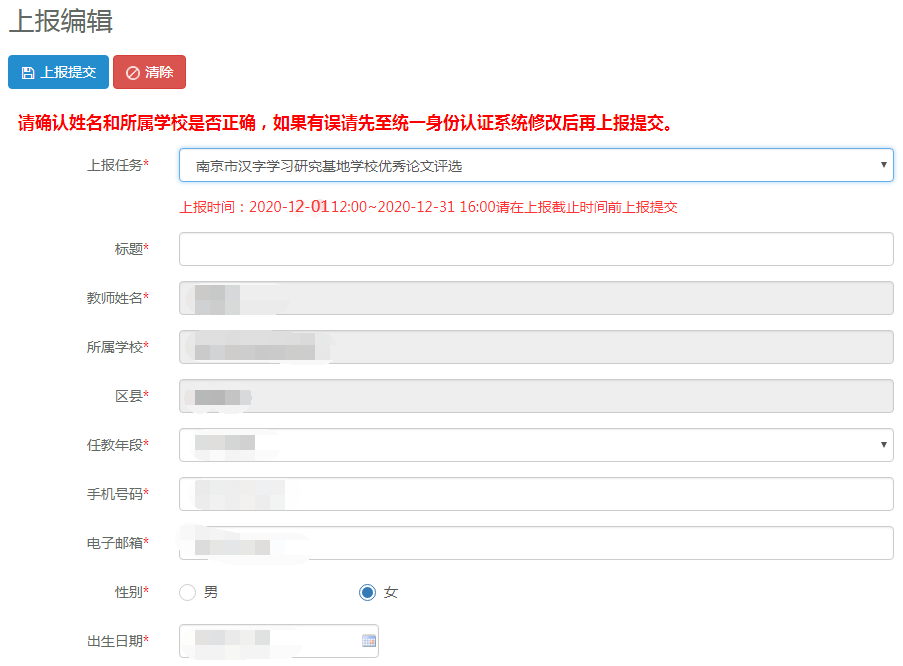 上报编辑
上报提交 清除
请确认姓名和所属学校是否正确，如果有误请先至统一身份认证系统修改后再上报提交。
上报任务* 南京市汉字学习研究基地学校优秀论文评选
上报时间：2020-12-01 12:00~2020-12-31 16:00请在上报截止时间前上报提交
标题*
教师姓名*
所属学校*
区县*
任教年段*
手机号码*
电子邮箱*
性别* 男 女
出生日期*